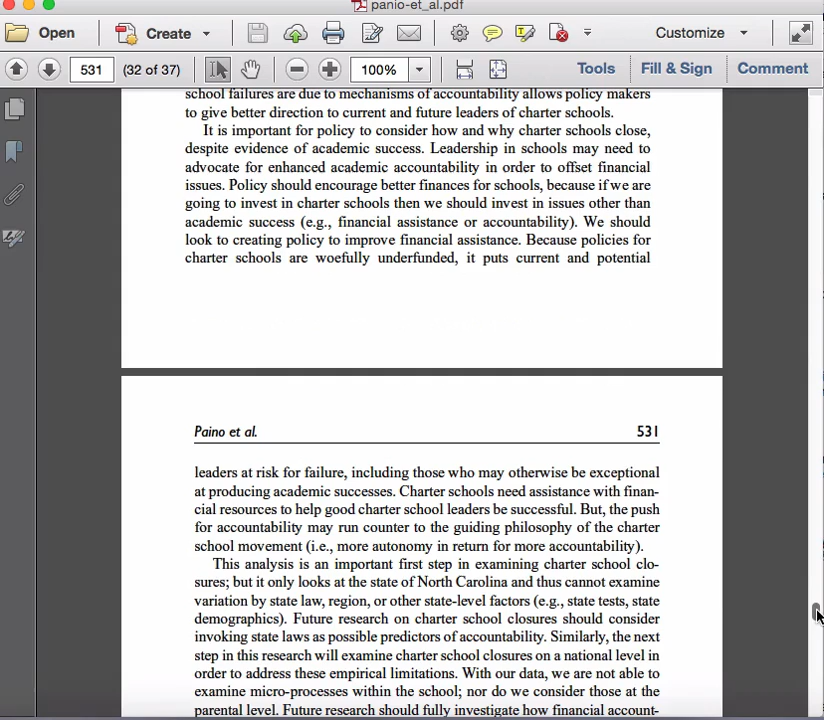 panio-et_al.pdf
Open Create Customize
531 (32 of 37) 100% Tools Fill & Sign Comment
school failures are due to mechanisms of accountability allows policy makers
to give better direction to current and future leaders of charter schools.
It is important for policy to consider how and why charter schools close,
despite evidence of academic success. Leadership in schools may need to
advocate for enhanced academic accountability in order to offset financial
issues. Policy should encourage better finances for schools, because if we are
going to invest in charter schools then we should invest in issues other than
academic success (e.g., financial assistance or accountability). We should
look to creating policy to improve financial assistance. Because policies for
charter schools are woefully underfunded, it puts current and potential
Paino et al. 531
leaders at risk for failure, including those who may otherwise be exceptional
at producing academic successes. Charter schools need assistance with finan-
cial resources to help good charter school leaders be successful. But, the push
for accountability may run counter to the guiding philosophy of the charter
school movement (i.e., more autonomy in return for more accountability).
This analysis is an important first step in examining charter school clo-
sures; but it only looks at the state of North Carolina and thus cannot examine
variation by state law, region, or other state-level factors (e.g., state tests, state
demographics). Future research on charter school closures should consider
invoking state laws as possible predictors of accountability. Similarly, the next
step in this research will examine charter school closures on a national level in
order to address these empirical limitations. With our data, we are not able to
examine micro-processes within the school; nor do we consider those at the
parental level. Future research should fully investigate how financial account-